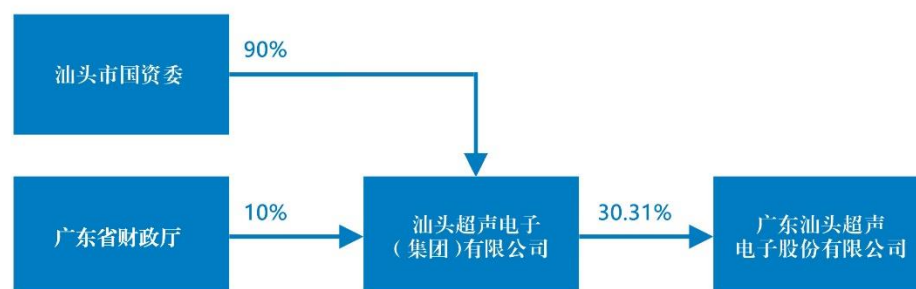 90%
汕头市国资委
10%
30.31%
广东省财政厅
汕头超声电子
（集团）有限公司
广东汕头超声
电子股份有限公司